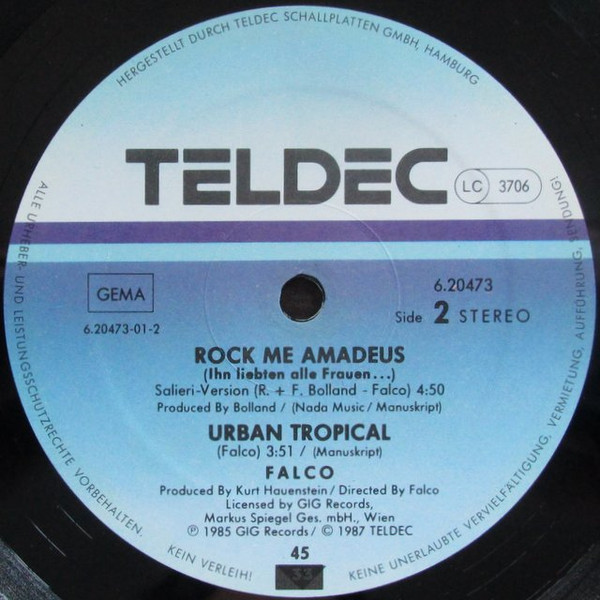 HERGESTELLT DURCH TELDEC SCHALLPLATTEN GMBH, HAMBURG
TELDEC
LC 3706
GEMA
6.20473-01-2
6.20473
Side 2 STEREO
ROCK ME AMADEUS
(Ihn liebten alle Frauen...)
Salieri-Version (R. + F. Bolland - Falco) 4:50
Produced By Bolland / (Nada Music / Manuskript)
URBAN TROPICAL
(Falco) 3:51 / (Manuskript)
FALCO
Produced By Kurt Hauenstein / Directed By Falco
Licensed by GIG Records,
Markus Spiegel Ges. mbH., Wien
℗ 1985 GIG Records / © 1987 TELDEC
45
33
ALLE URHEBER- UND LEISTUNGSSCHUTZRECHTE VORBEHALTEN.
KEIN VERLEIH!
KEINE UNERLAUBTE VERVIELFÄLTIGUNG, VERMIETUNG, AUFFÜHRUNG, SENDUNG!